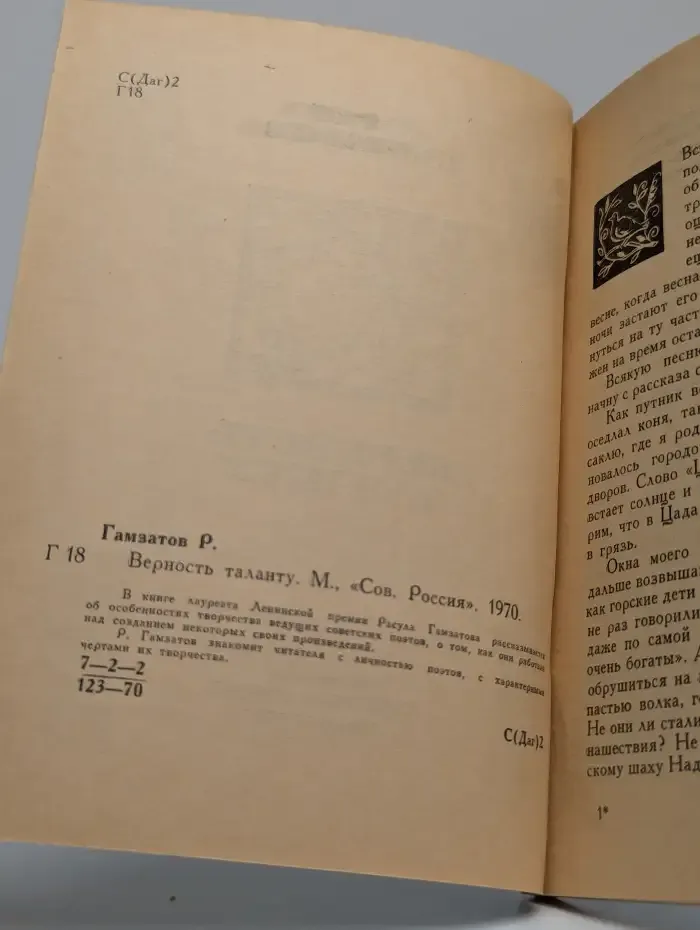 С(Даг)2
Г18
Гамзатов Р.
Г 18
Верность таланту. М., «Сов. Россия». 1970.
В книге лауреата Ленинской премии Расула Гамзатова рассказывается
об особенностях творчества ведущих советских поэтов, о том, как они работали
над созданием некоторых своих произведений.
Р. Гамзатов знакомит читателя с личностью поэтов, с характерными
чертами их творчества.
7—2—2
123—70
С(Даг)2
весне, когда весна
ночи застают его
нуться на ту част
жен на время оста
Всякую песню
начну с рассказа о
Как путник в
оседлал коня, та
саклю, где я род
новалось городо
дворов. Слово «Ц
встает солнце и
рим, что в Цада
в грязь.
Окна моего
дальше возвыша
как горские дети
не раз говорили
даже по самой
очень богаты». А
обрушиться на
пастью волка, г
Не они ли стали
нашествия? Не
скому шаху Над
1*